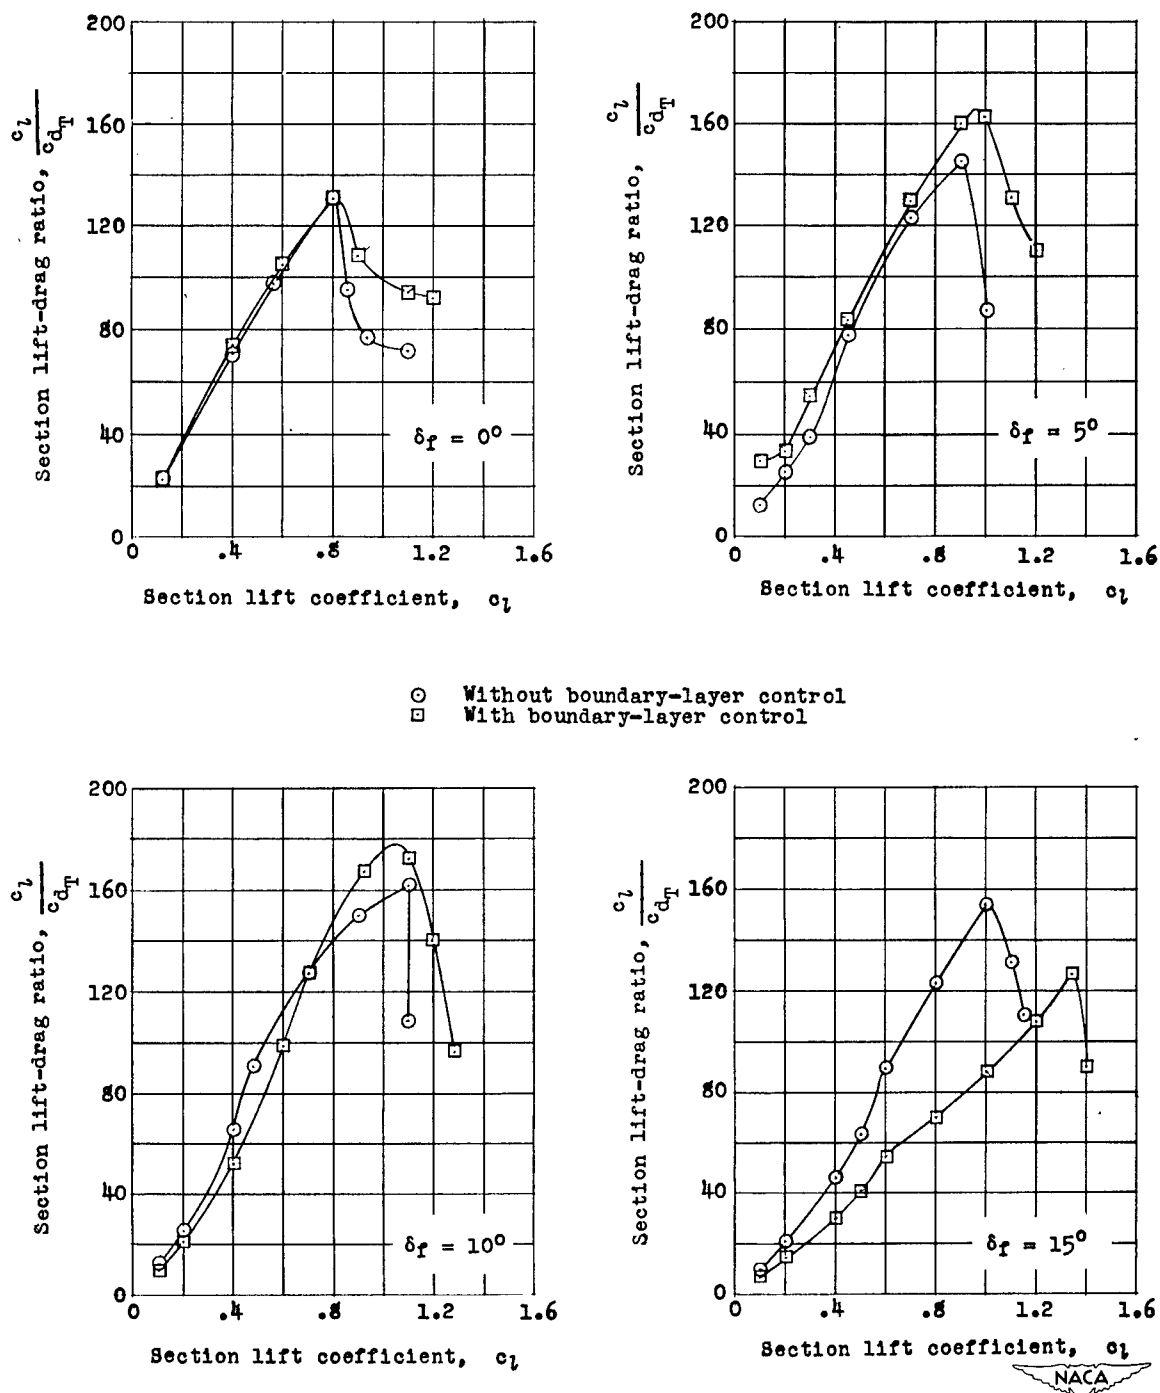 200
160
120
80
40
0
0 .4 .8 1.2 1.6
Section lift-drag ratio, c_l / c_dT
δf = 0°
Section lift coefficient, c_l
200
160
120
80
40
0
0 .4 .8 1.2 1.6
Section lift-drag ratio, c_l / c_dT
δf = 5°
Section lift coefficient, c_l
Without boundary-layer control
With boundary-layer control
200
160
120
80
40
0
0 .4 .8 1.2 1.6
Section lift-drag ratio, c_l / c_dT
δf = 10°
Section lift coefficient, c_l
200
160
120
80
40
0
0 .4 .8 1.2 1.6
Section lift-drag ratio, c_l / c_dT
δf = 15°
Section lift coefficient, c_l
NACA